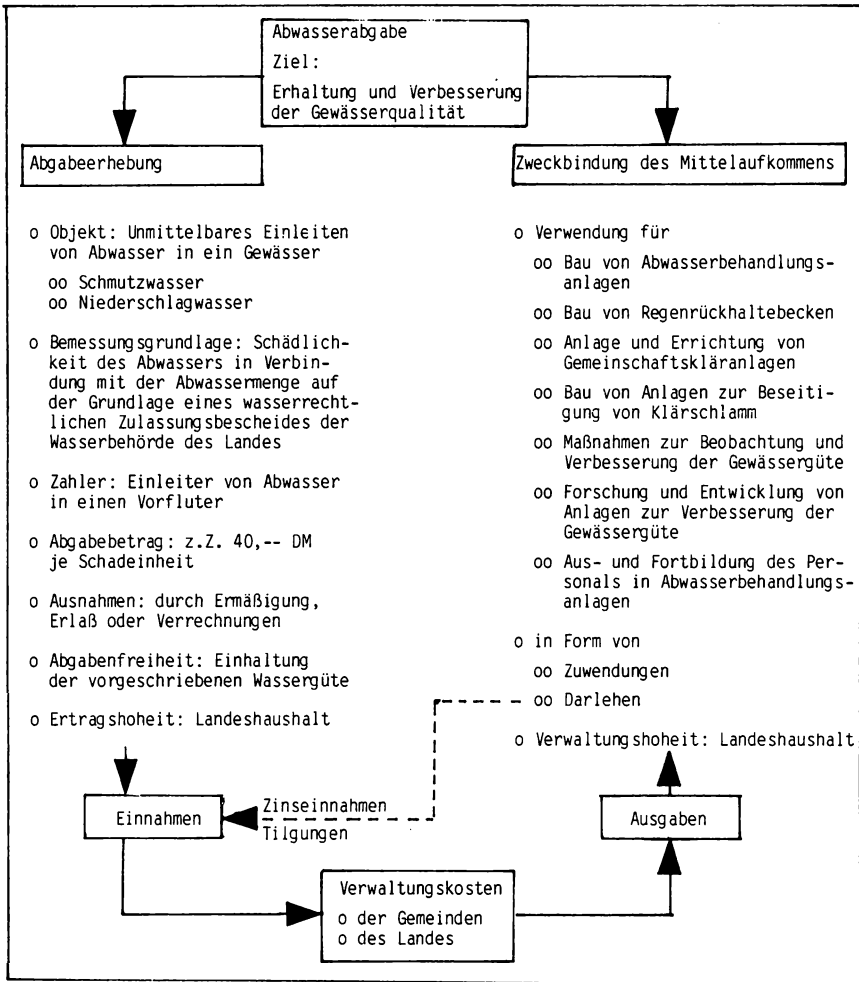 Abwasserabgabe
Ziel:
Erhaltung und Verbesserung
der Gewässerqualität
Abgabeerhebung
o Objekt: Unmittelbares Einleiten
von Abwasser in ein Gewässer
oo Schmutzwasser
oo Niederschlagwasser
o Bemessungsgrundlage: Schädlich-
keit des Abwassers in Verbin-
dung mit der Abwassermenge auf
der Grundlage eines wasserrecht-
lichen Zulassungsbescheides der
Wasserbehörde des Landes
o Zahler: Einleiter von Abwasser
in einen Vorfluter
o Abgabebetrag: z.Z. 40,-- DM
je Schadeinheit
o Ausnahmen: durch Ermäßigung,
Erlaß oder Verrechnungen
o Abgabenfreiheit: Einhaltung
der vorgeschriebenen Wassergüte
o Ertragshoheit: Landeshaushalt
Zweckbindung des Mittelaufkommens
o Verwendung für
oo Bau von Abwasserbehandlungs-
anlagen
oo Bau von Regenrückhaltebecken
oo Anlage und Errichtung von
Gemeinschaftskläranlagen
oo Bau von Anlagen zur Beseiti-
gung von Klärschlamm
oo Maßnahmen zur Beobachtung und
Verbesserung der Gewässergüte
oo Forschung und Entwicklung von
Anlagen zur Verbesserung der
Gewässergüte
oo Aus- und Fortbildung des Per-
sonals in Abwasserbehandlungs-
anlagen
o in Form von
oo Zuwendungen
oo Darlehen
o Verwaltungshoheit: Landeshaushalt
Einnahmen
Zinseinnahmen
Tilgungen
Ausgaben
Verwaltungskosten
o der Gemeinden
o des Landes